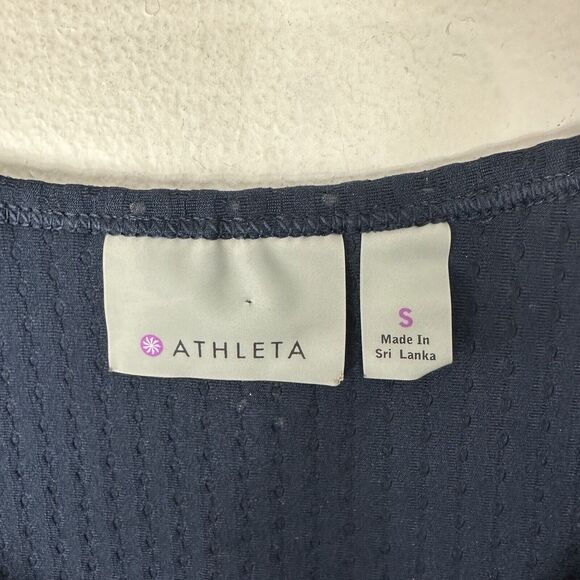 ATHLETA
S
Made In
Sri Lanka